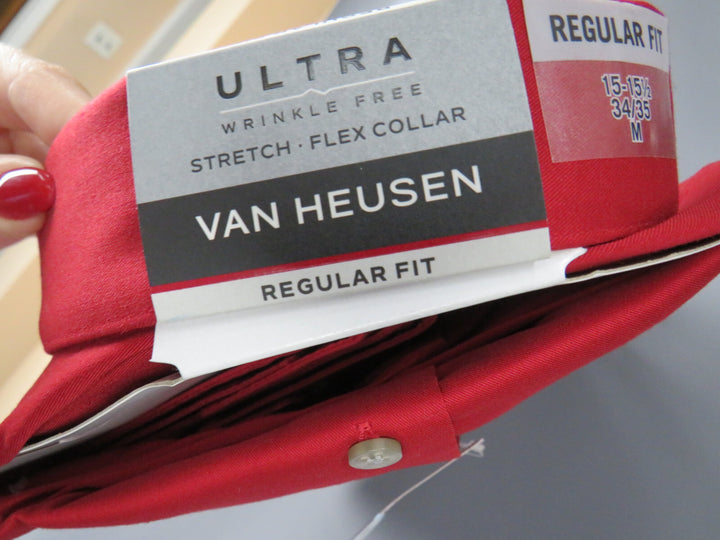 ULTRA
WRINKLE FREE
STRETCH · FLEX COLLAR
VAN HEUSEN
REGULAR FIT
REGULAR FIT
15-15½
34/35
M